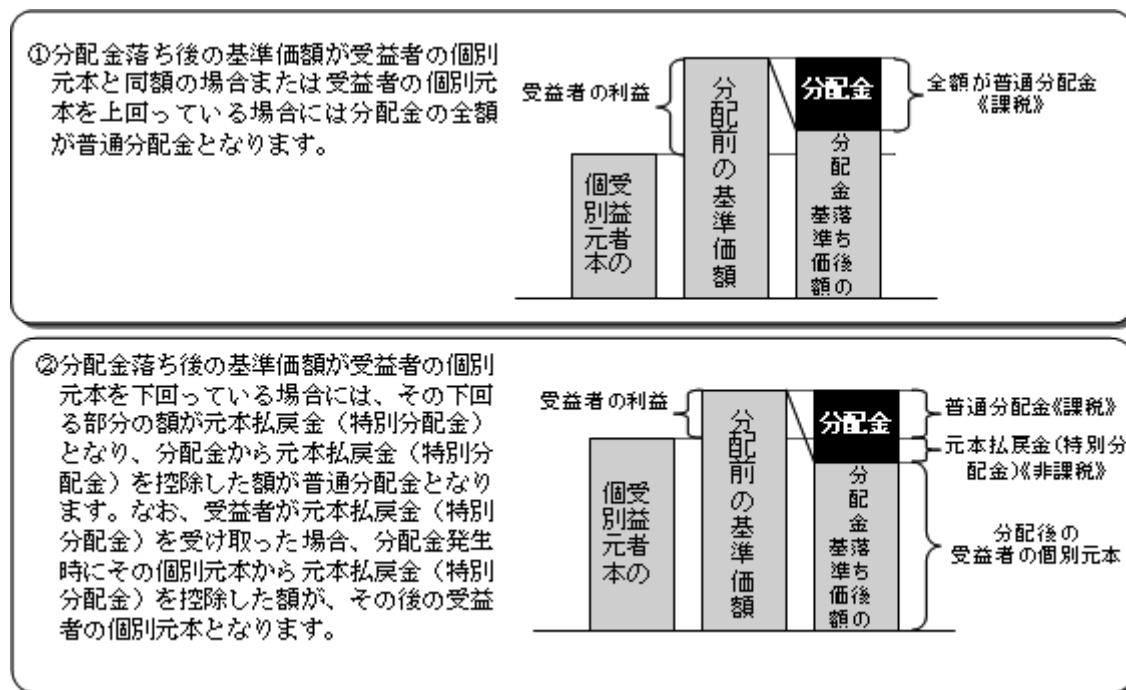 ①分配金落ち後の基準価額が受益者の個別
元本と同額の場合または受益者の個別元
本を上回っている場合には分配金の全額
が普通分配金となります。
受益者の利益
受益者の
個別元本
分配前の基準価額
分配金
分配金落ち後の
基準価額
全額が普通分配金
《課税》
②分配金落ち後の基準価額が受益者の個別
元本を下回っている場合には、その下回
る部分の額が元本払戻金（特別分配金）
となり、分配金から元本払戻金（特別分
配金）を控除した額が普通分配金となり
ます。なお、受益者が元本払戻金（特別
分配金）を受け取った場合、分配金発生
時にその個別元本から元本払戻金（特別
分配金）を控除した額が、その後の受益
者の個別元本となります。
受益者の利益
受益者の
個別元本
分配前の基準価額
分配金
分配金落ち後の
基準価額
普通分配金《課税》
元本払戻金(特別分
配金)《非課税》
分配後の
受益者の個別元本